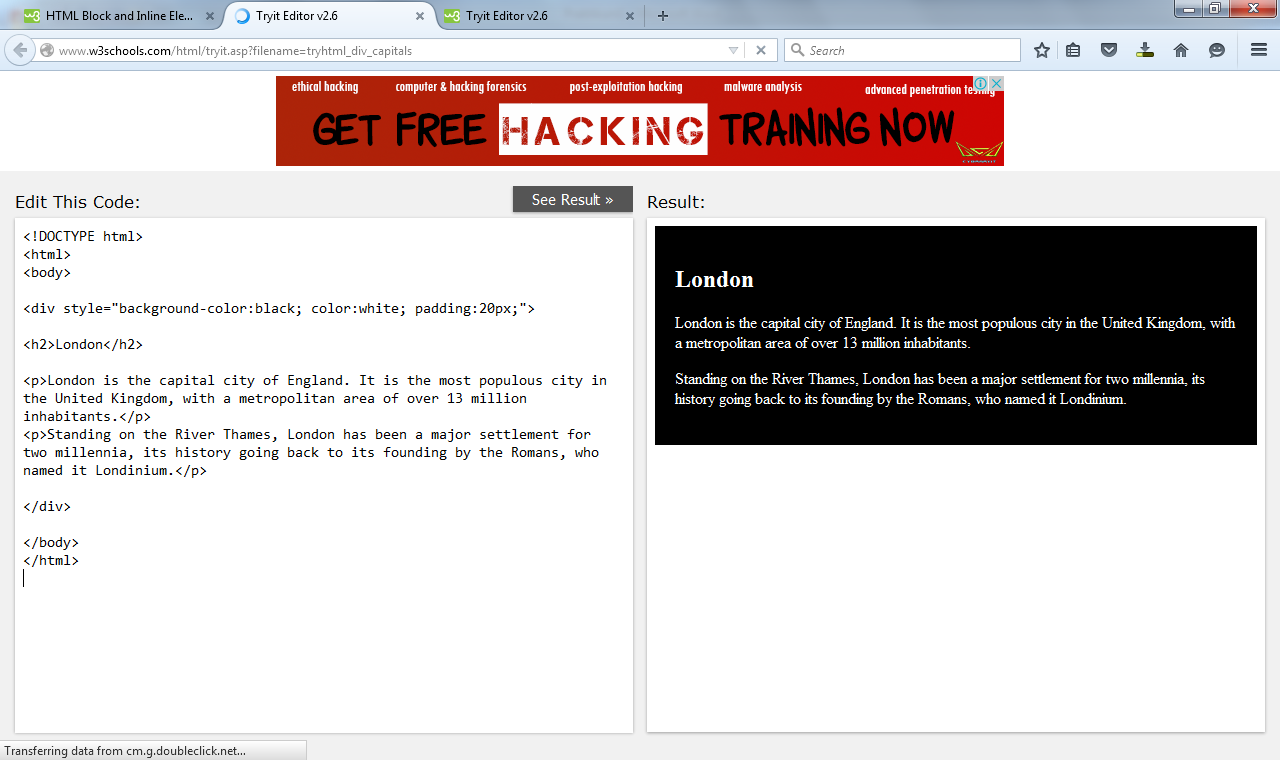 HTML Block and Inline Ele...
Tryit Editor v2.6
Tryit Editor v2.6
www.w3schools.com/html/tryit.asp?filename=tryhtml_div_capitals
Search
ethical hacking computer & hacking forensics post-exploitation hacking malware analysis advanced penetration testing
GET FREE HACKING TRAINING NOW
Edit This Code:
See Result »
Result:
<!DOCTYPE html>
<html>
<body>
<div style="background-color:black; color:white; padding:20px;">
<h2>London</h2>
<p>London is the capital city of England. It is the most populous city in
the United Kingdom, with a metropolitan area of over 13 million
inhabitants.</p>
<p>Standing on the River Thames, London has been a major settlement for
two millennia, its history going back to its founding by the Romans, who
named it Londinium.</p>
</div>
</body>
</html>
London
London is the capital city of England. It is the most populous city in the United Kingdom, with
a metropolitan area of over 13 million inhabitants.
Standing on the River Thames, London has been a major settlement for two millennia, its
history going back to its founding by the Romans, who named it Londinium.
Transferring data from cm.g.doubleclick.net...